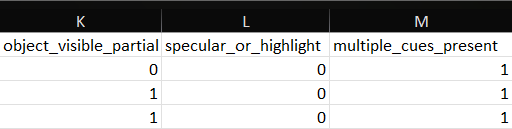 K L M
object_visible_partial specular_or_highlight multiple_cues_present
0 0 1
1 0 1
1 0 1